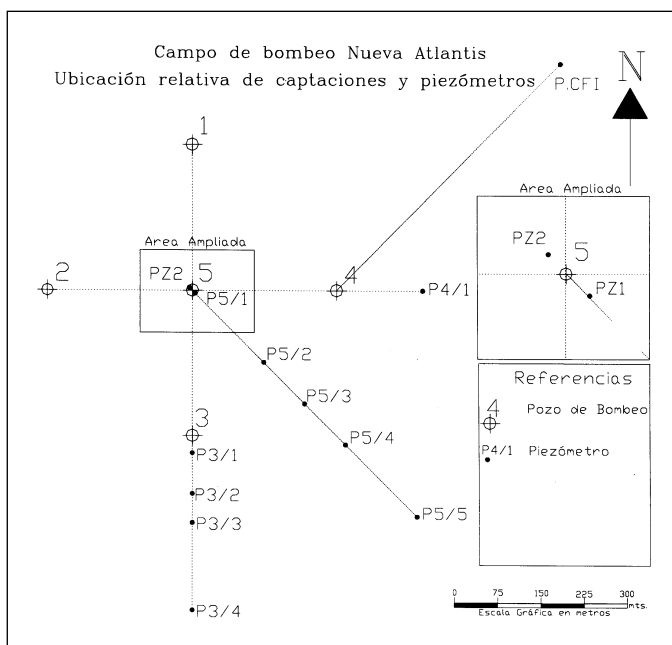 Campo de bombeo Nueva Atlantis
Ubicación relativa de captaciones y piezómetros
P.CFI
N
1
Area Ampliada
PZ2
5
PZ1
Area Ampliada
2
PZ2
5
P5/1
4
P4/1
P5/2
P5/3
P5/4
P5/5
3
P3/1
P3/2
P3/3
P3/4
Referencias
4
Pozo de Bombeo
P4/1
Piezómetro
0 75 150 225 300 mts.
Escala Gráfica en metros